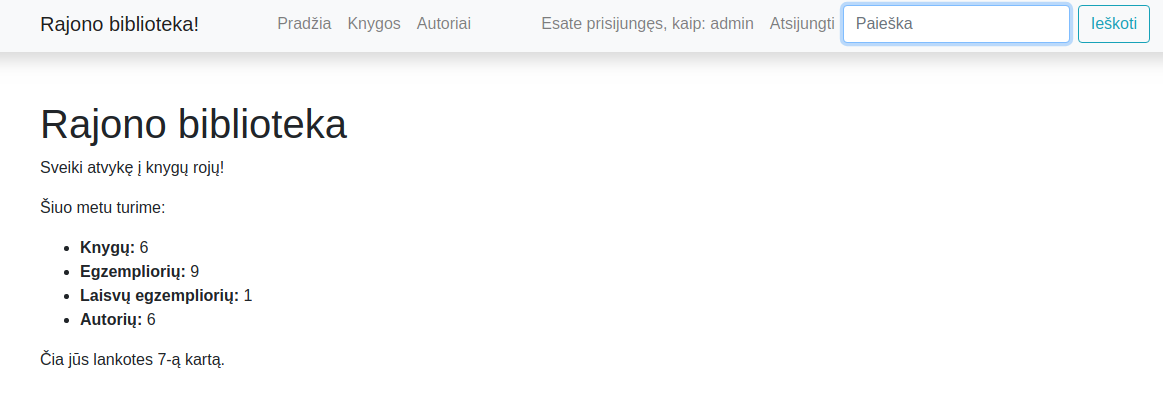 Rajono biblioteka! Pradžia Knygos Autoriai Esate prisijungęs, kaip: admin Atsijungti Paieška Ieškoti
Rajono biblioteka
Sveiki atvykę į knygų rojų!
Šiuo metu turime:
Knygų: 6
Egzempliorių: 9
Laisvų egzempliorių: 1
Autorių: 6
Čia jūs lankotes 7-ą kartą.